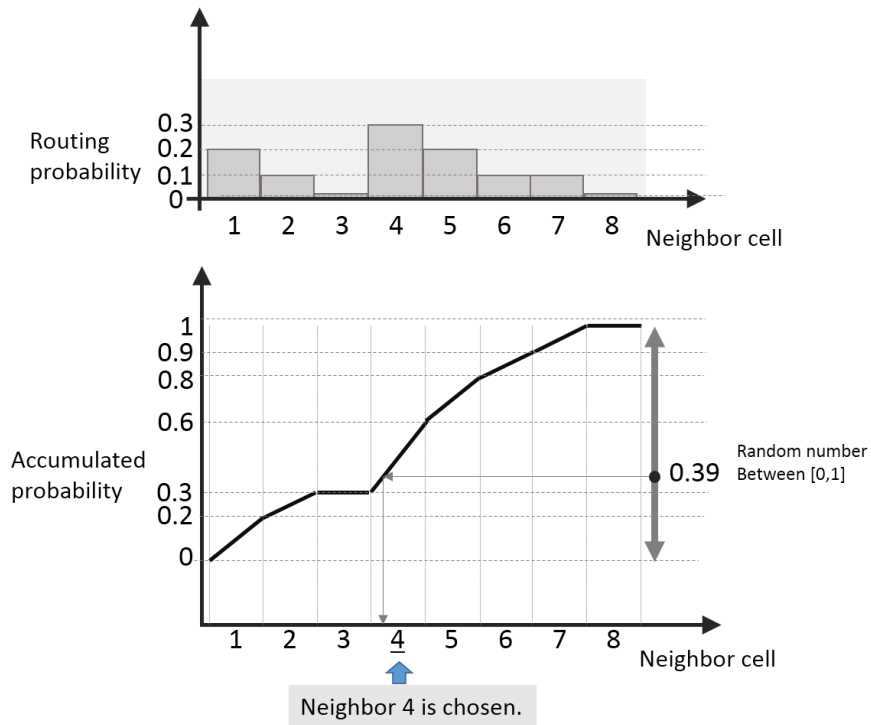 0.3
Routing
0.2
probability
0.1
0
1 2 3 4 5 6 7 8
Neighbor cell
1
0.9
0.8
0.6
Accumulated
probability
0.3
0.2
0
0.39
Random number
Between [0,1]
1 2 3 4 5 6 7 8
Neighbor cell
Neighbor 4 is chosen.